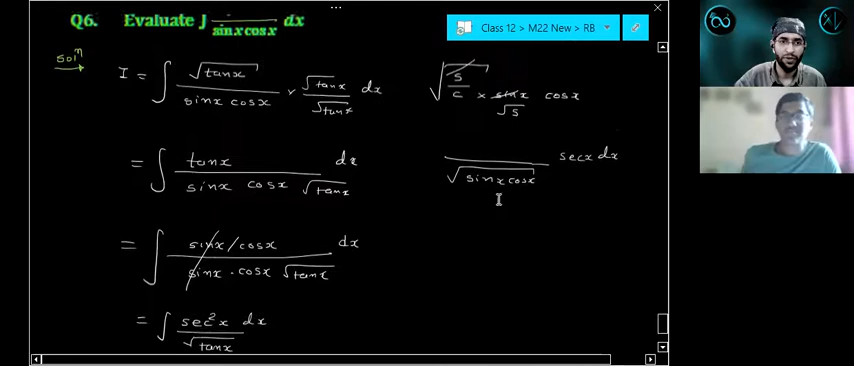 Q6. Evaluate ∫ / sinx cosx dx
Class 12 > M22 New > RB
Solⁿ
I = ∫ √tanx / sinx cosx × √tanx / √tanx dx
√(s/c) × sinx cosx
√s
= ∫ tanx / sinx cosx √tanx dx
/ √sinx cosx secx dx
= ∫ sinx/cosx / sinx · cosx √tanx dx
= ∫ sec²x / √tanx dx